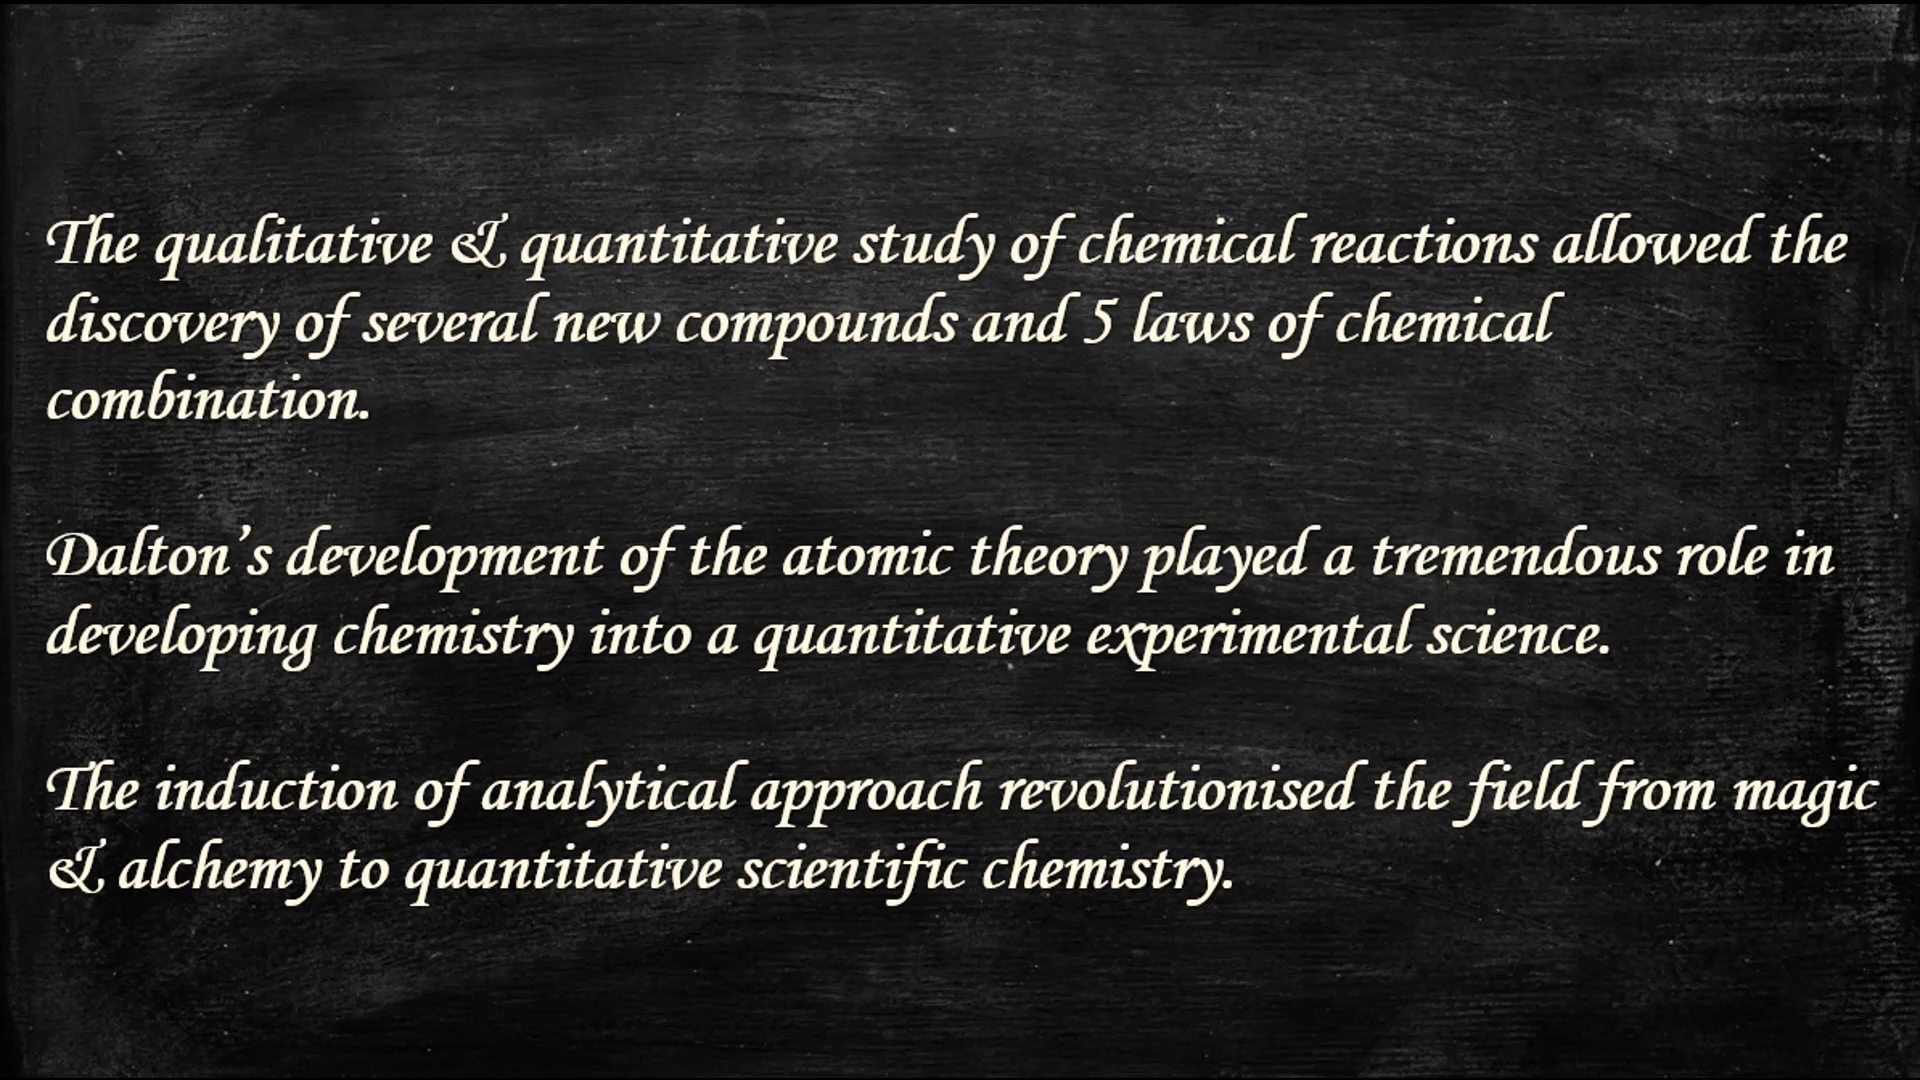 The qualitative & quantitative study of chemical reactions allowed the
discovery of several new compounds and 5 laws of chemical
combination.
Dalton’s development of the atomic theory played a tremendous role in
developing chemistry into a quantitative experimental science.
The induction of analytical approach revolutionised the field from magic
& alchemy to quantitative scientific chemistry.